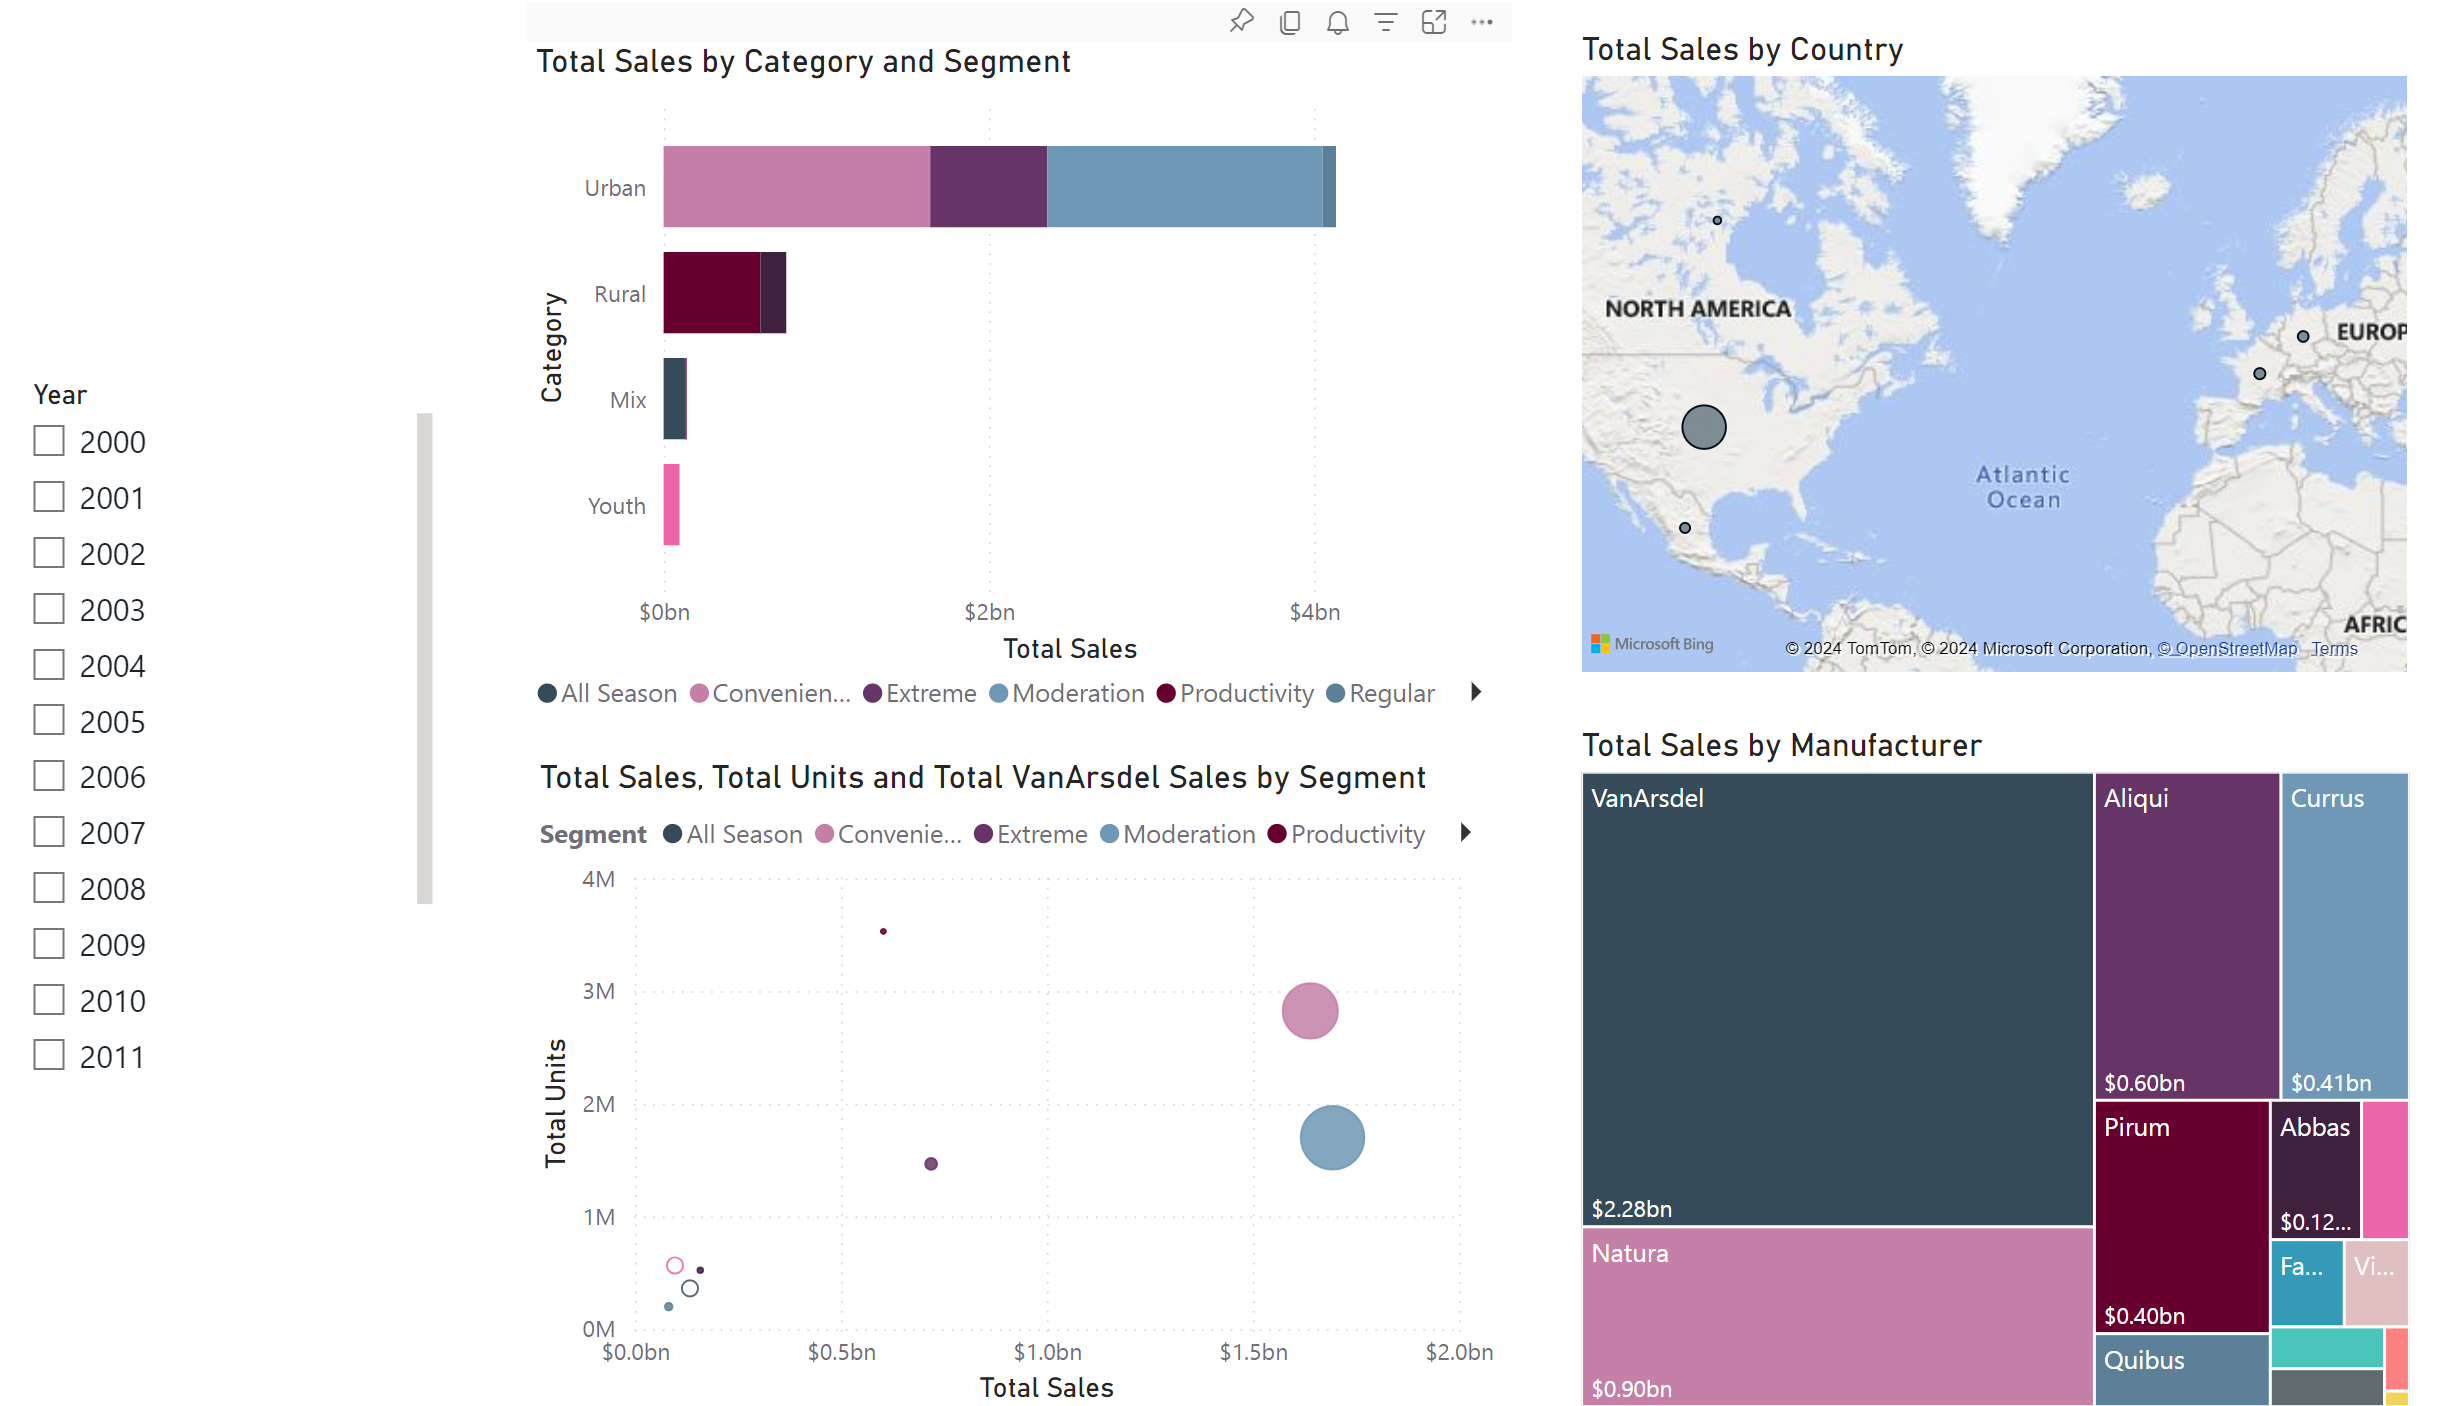 Year
2000
2001
2002
2003
2004
2005
2006
2007
2008
2009
2010
2011
Total Sales by Category and Segment
Category
Urban
Rural
Mix
Youth
$0bn $2bn $4bn
Total Sales
All Season Convenien... Extreme Moderation Productivity Regular
Total Sales, Total Units and Total VanArsdel Sales by Segment
Segment All Season Convenie... Extreme Moderation Productivity
Total Units
4M
3M
2M
1M
0M
$0.0bn $0.5bn $1.0bn $1.5bn $2.0bn
Total Sales
Total Sales by Country
NORTH AMERICA
EUROP
Atlantic
Ocean
AFRIC
Microsoft Bing
© 2024 TomTom, © 2024 Microsoft Corporation, © OpenStreetMap Terms
Total Sales by Manufacturer
VanArsdel
$2.28bn
Natura
$0.90bn
Aliqui
$0.60bn
Currus
$0.41bn
Pirum
$0.40bn
Abbas
$0.12...
Fa...
Vi...
Quibus